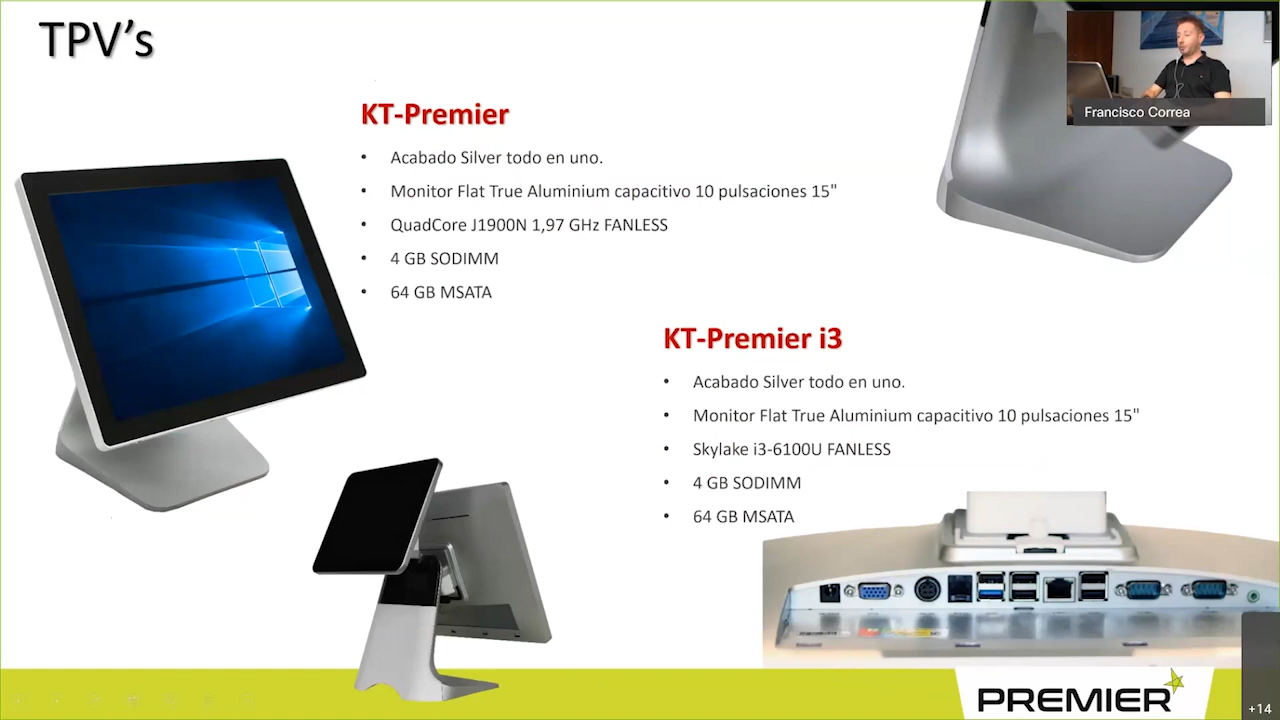 TPV's
Francisco Correa
KT-Premier
• Acabado Silver todo en uno.
• Monitor Flat True Aluminium capacitivo 10 pulsaciones 15"
• QuadCore J1900N 1,97 GHz FANLESS
• 4 GB SODIMM
• 64 GB MSATA
KT-Premier i3
• Acabado Silver todo en uno.
• Monitor Flat True Aluminium capacitivo 10 pulsaciones 15"
• Skylake i3-6100U FANLESS
• 4 GB SODIMM
• 64 GB MSATA
PREMIER
+14